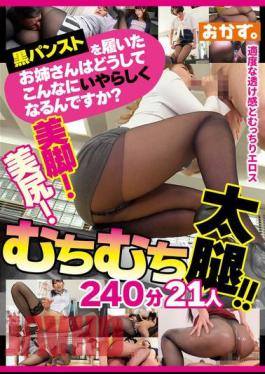 黒パンストを履いた
お姉さんはどうして
こんなにいやらしく
なるんですか?
おかず。
適度な透け感とむっちりエロス
美脚!
美尻!
太腿!!
むちむち
240分21人